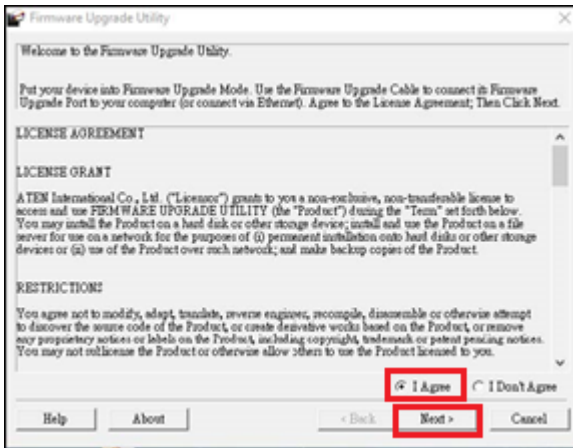 Firmware Upgrade Utility
Welcome to the Firmware Upgrade Utility.
Put your device into Firmware Upgrade Mode. Use the Firmware Upgrade Cable to connect its Firmware
Upgrade Port to your computer (or connect via Ethernet). Agree to the License Agreement; Then Click Next.
LICENSE AGREEMENT
LICENSE GRANT
ATEN International Co., Ltd. ("Licensor") grants to you a non-exclusive, non-transferable license to
access and use FIRMWARE UPGRADE UTILITY (the "Product") during the "Term" set forth below.
You may install the Product on a hard disk or other storage device; install and use the Product on a file
server for use on a network for the purposes of (i) permanent installation onto hard disks or other storage
devices or (ii) use of the Product over such network; and make backup copies of the Product.
RESTRICTIONS
You agree not to modify, adapt, translate, reverse engineer, recompile, disassemble or otherwise attempt
to discover the source code of the Product, or create derivative works based on the Product, or remove
any proprietary notices or labels on the Product, including copyright, trademark or patent pending notices.
You may not sublicense the Product or otherwise allow others to use the Product licensed to you.
I Agree I Don't Agree
Help About < Back Next > Cancel